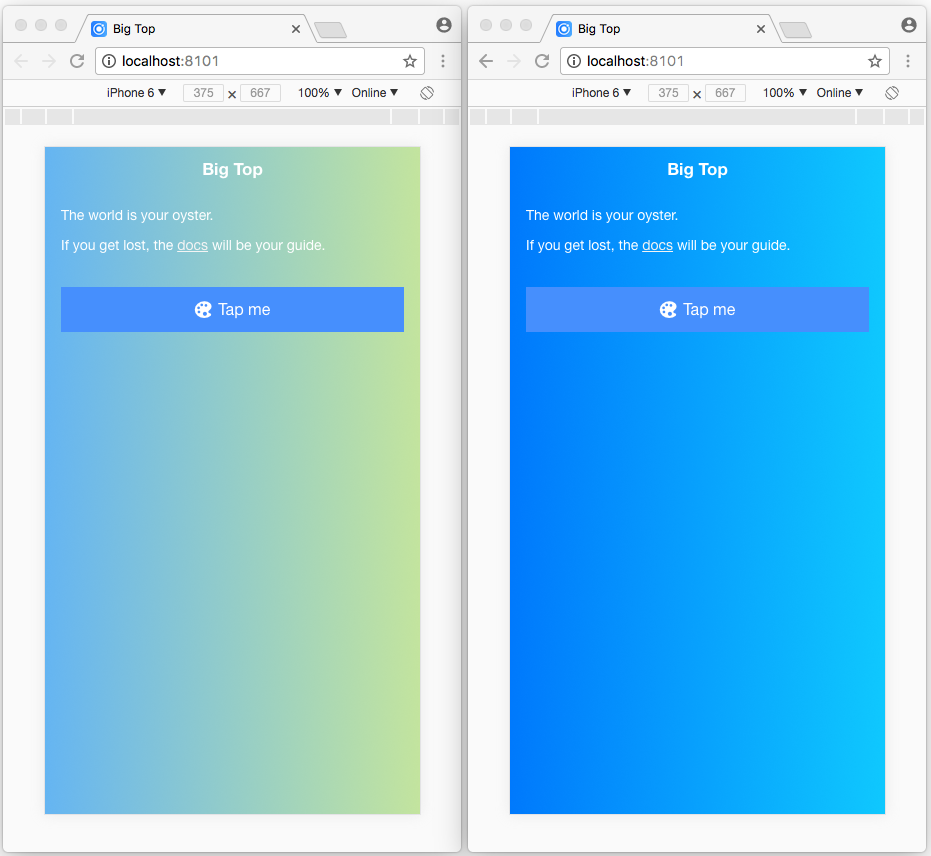 Big Top
localhost:8101
iPhone 6 ▼ 375 × 667 100% ▼ Online ▼
Big Top
The world is your oyster.
If you get lost, the docs will be your guide.
Tap me
Big Top
localhost:8101
iPhone 6 ▼ 375 × 667 100% ▼ Online ▼
Big Top
The world is your oyster.
If you get lost, the docs will be your guide.
Tap me